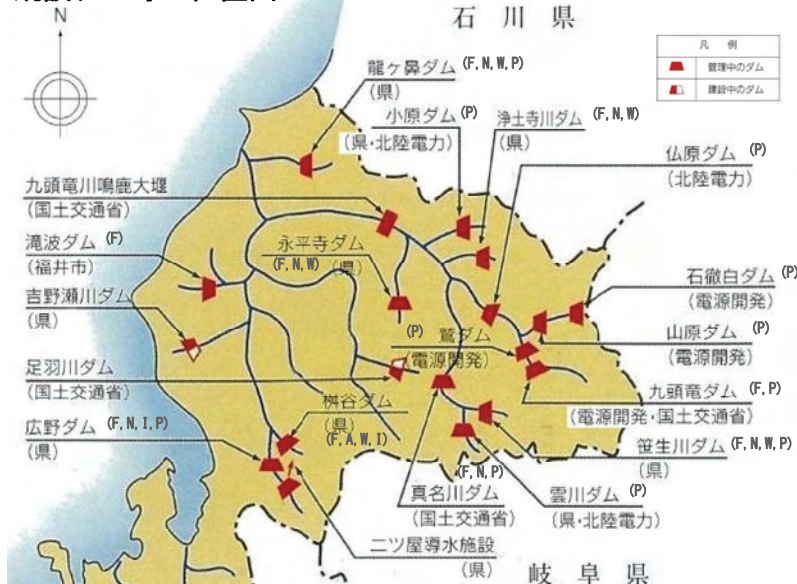 N
石川県
凡 例
管理中のダム
建設中のダム
龍ヶ鼻ダム (F, N, W, P)
(県)
小原ダム (P)
(県・北陸電力)
浄土寺川ダム (F, N, W)
(県)
仏原ダム (P)
(北陸電力)
九頭竜川鳴鹿大堰
(国土交通省)
滝波ダム (F)
(福井市)
永平寺ダム
(F, N, W) (県)
吉野瀬川ダム
(県)
石徹白ダム (P)
(電源開発)
(P) 鷲ダム
(電源開発)
山原ダム (P)
(電源開発)
足羽川ダム
(国土交通省)
九頭竜ダム (F, P)
(電源開発・国土交通省)
桝谷ダム
(県)
(F, A, W, I)
広野ダム (F, N, I, P)
(県)
笹生川ダム (F, N, W, P)
(県)
(F, N, P)
真名川ダム
(国土交通省)
雲川ダム (P)
(県・北陸電力)
二ツ屋導水施設
(県)
岐阜県